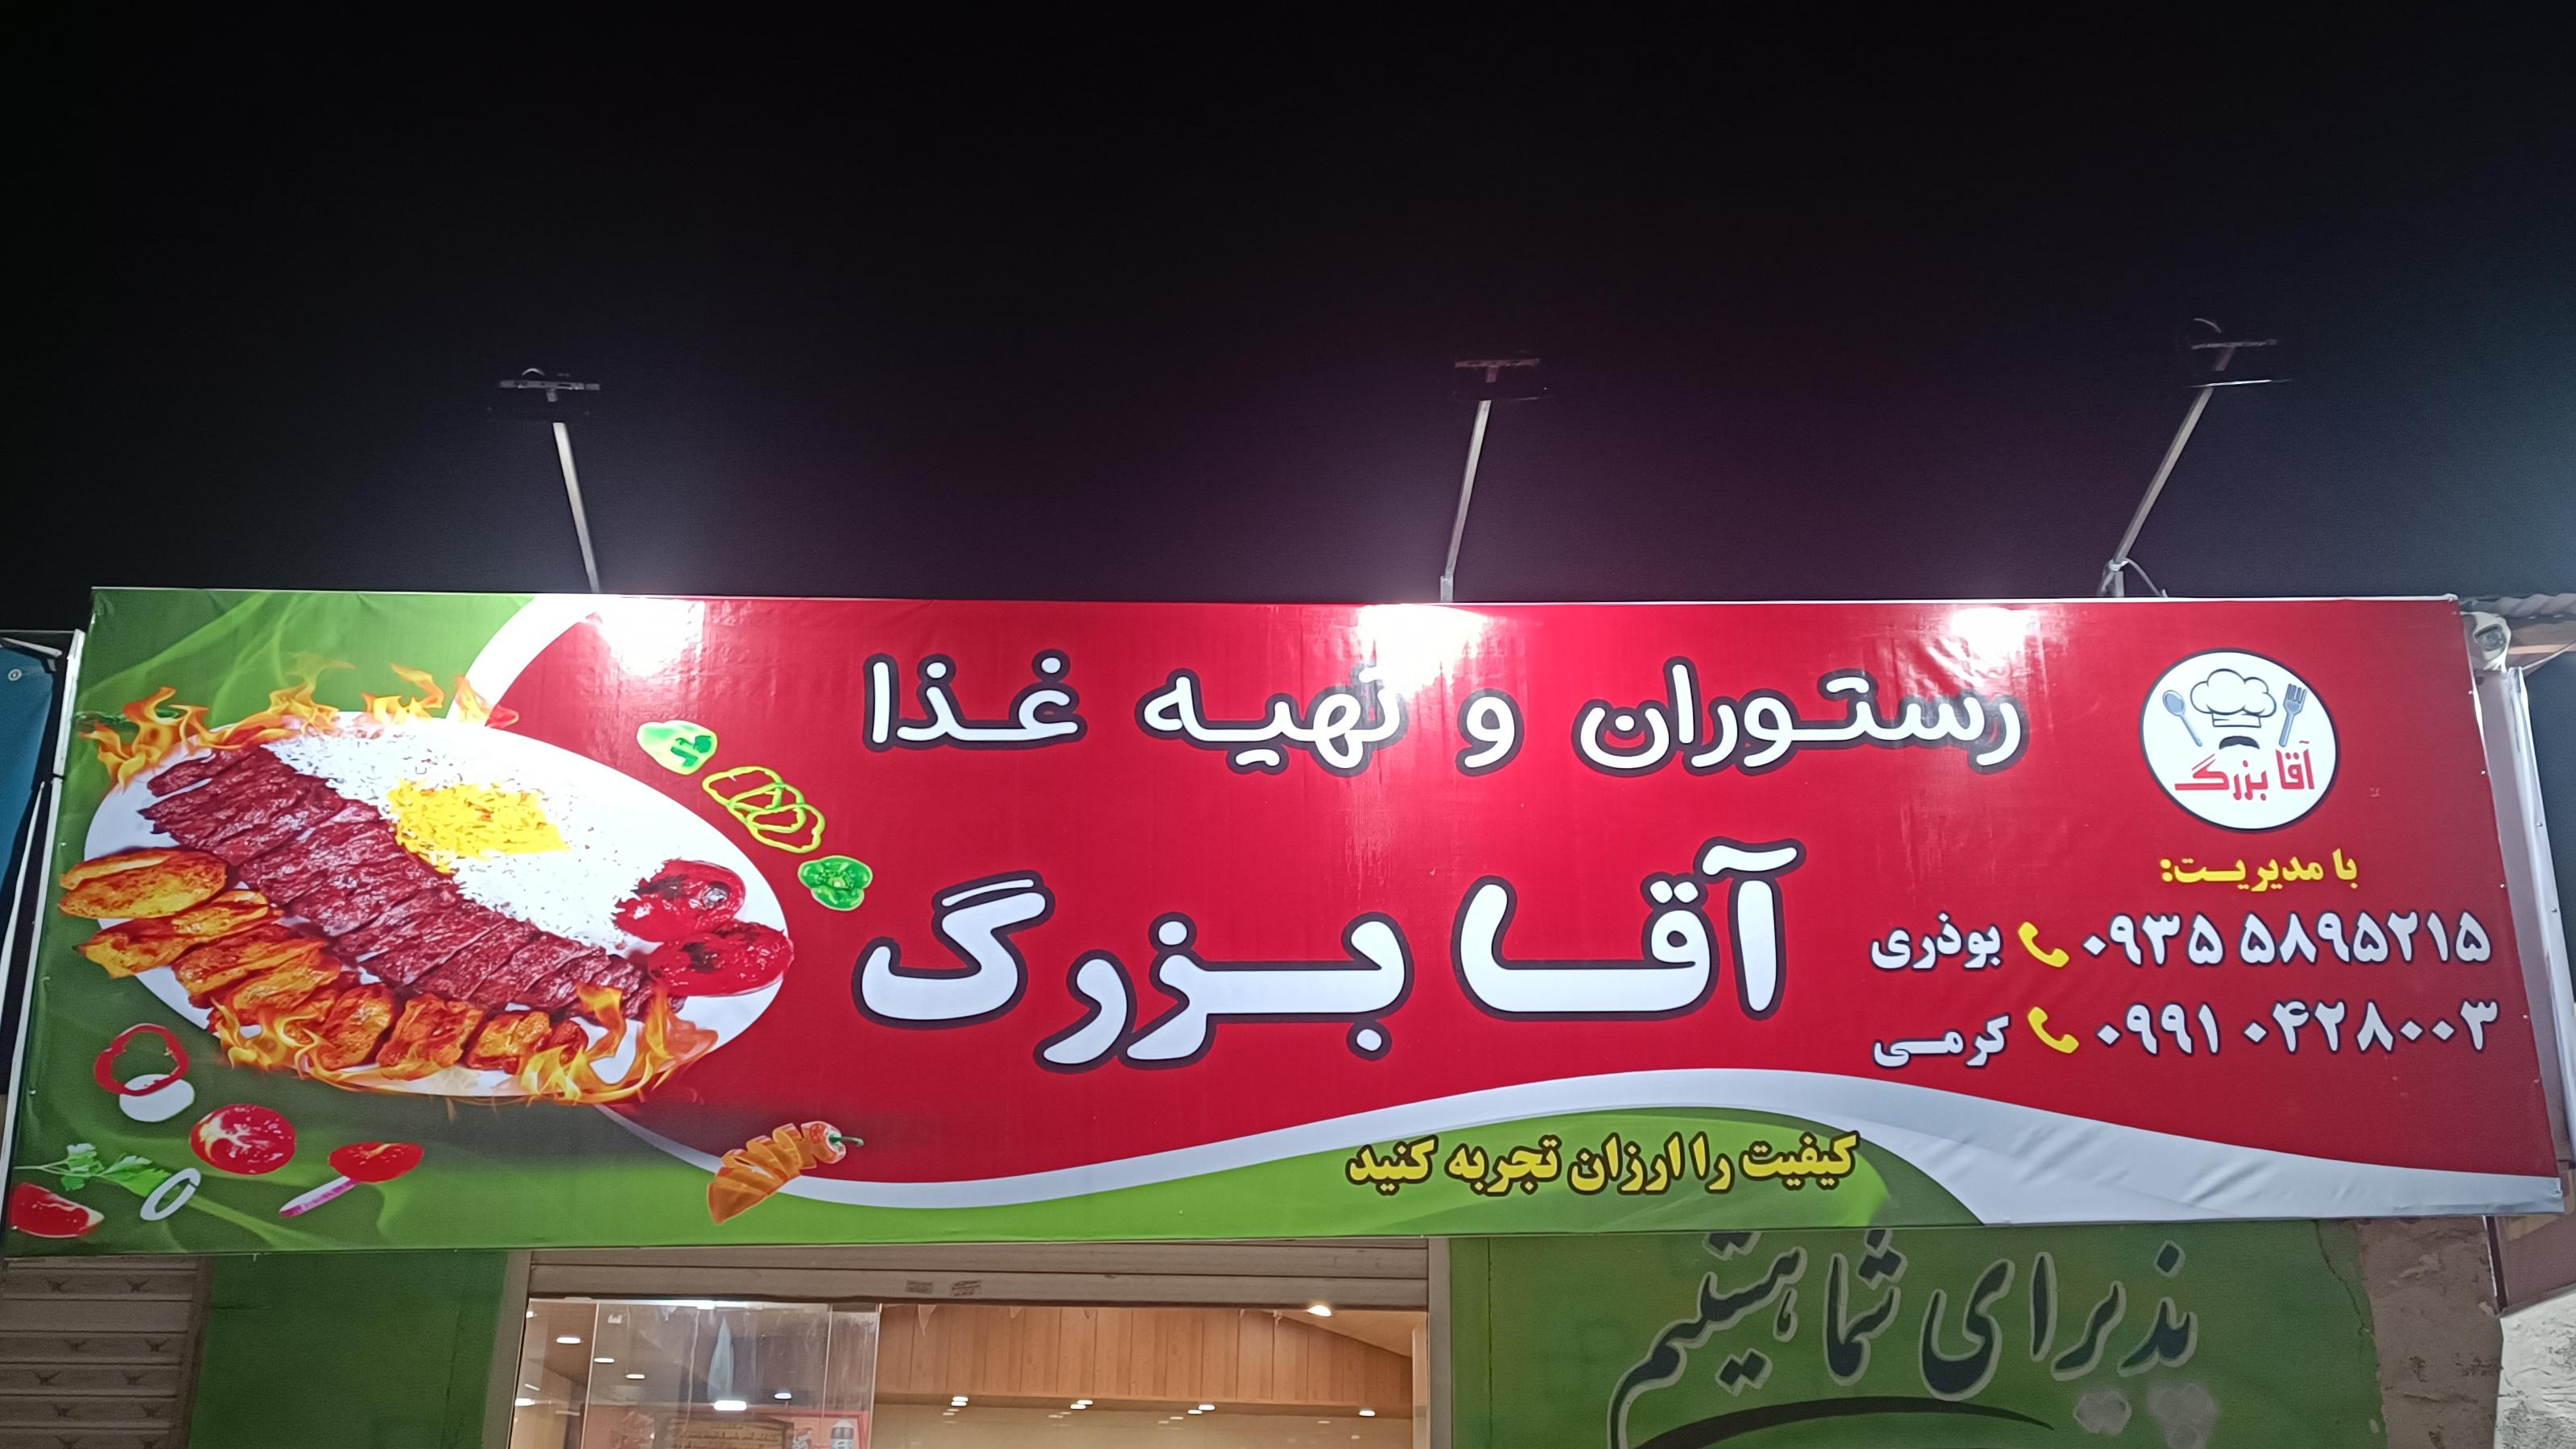 رستوران و تهیه غذا
آقا بزرگ
آقا بزرگ
با مدیریت:
۰۹۳۵ ۵۸۹۵۲۱۵ بوذری
۰۹۹۱ ۰۴۲۸۰۰۳ کرمی
کیفیت را ارزان تجربه کنید
پذیرای شما هستیم